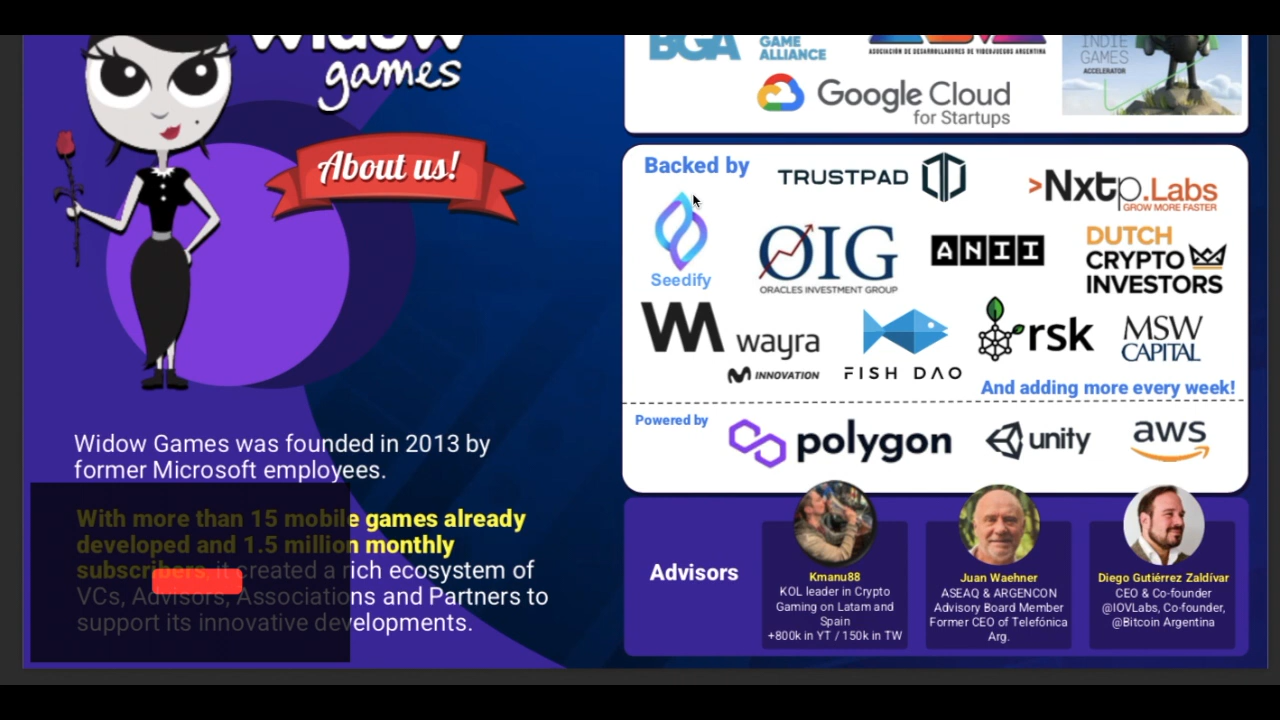 widow
games
About us!
Widow Games was founded in 2013 by
former Microsoft employees.
With more than 15 mobile games already
developed and 1.5 million monthly
subscribers, it created a rich ecosystem of
VCs, Advisors, Associations and Partners to
support its innovative developments.
BGA
GAME
ALLIANCE
ASOCIACIÓN DE DESARROLLADORES DE VIDEOJUEGOS ARGENTINA
INDIE
GAMES
ACCELERATOR
Google Cloud
for Startups
Backed by
TRUSTPAD
>Nxtp.Labs
GROW MORE FASTER
Seedify
OIG
ORACLES INVESTMENT GROUP
ANII
DUTCH
CRYPTO
INVESTORS
wayra
INNOVATION
FISH DAO
rsk
MSW
CAPITAL
And adding more every week!
Powered by
polygon
unity
aws
Advisors
Kmanu88
KOL leader in Crypto
Gaming on Latam and
Spain
+800k in YT / 150k in TW
Juan Waehner
ASEAQ & ARGENCON
Advisory Board Member
Former CEO of Telefónica
Arg.
Diego Gutiérrez Zaldívar
CEO & Co-founder
@IOVLabs, Co-founder,
@Bitcoin Argentina